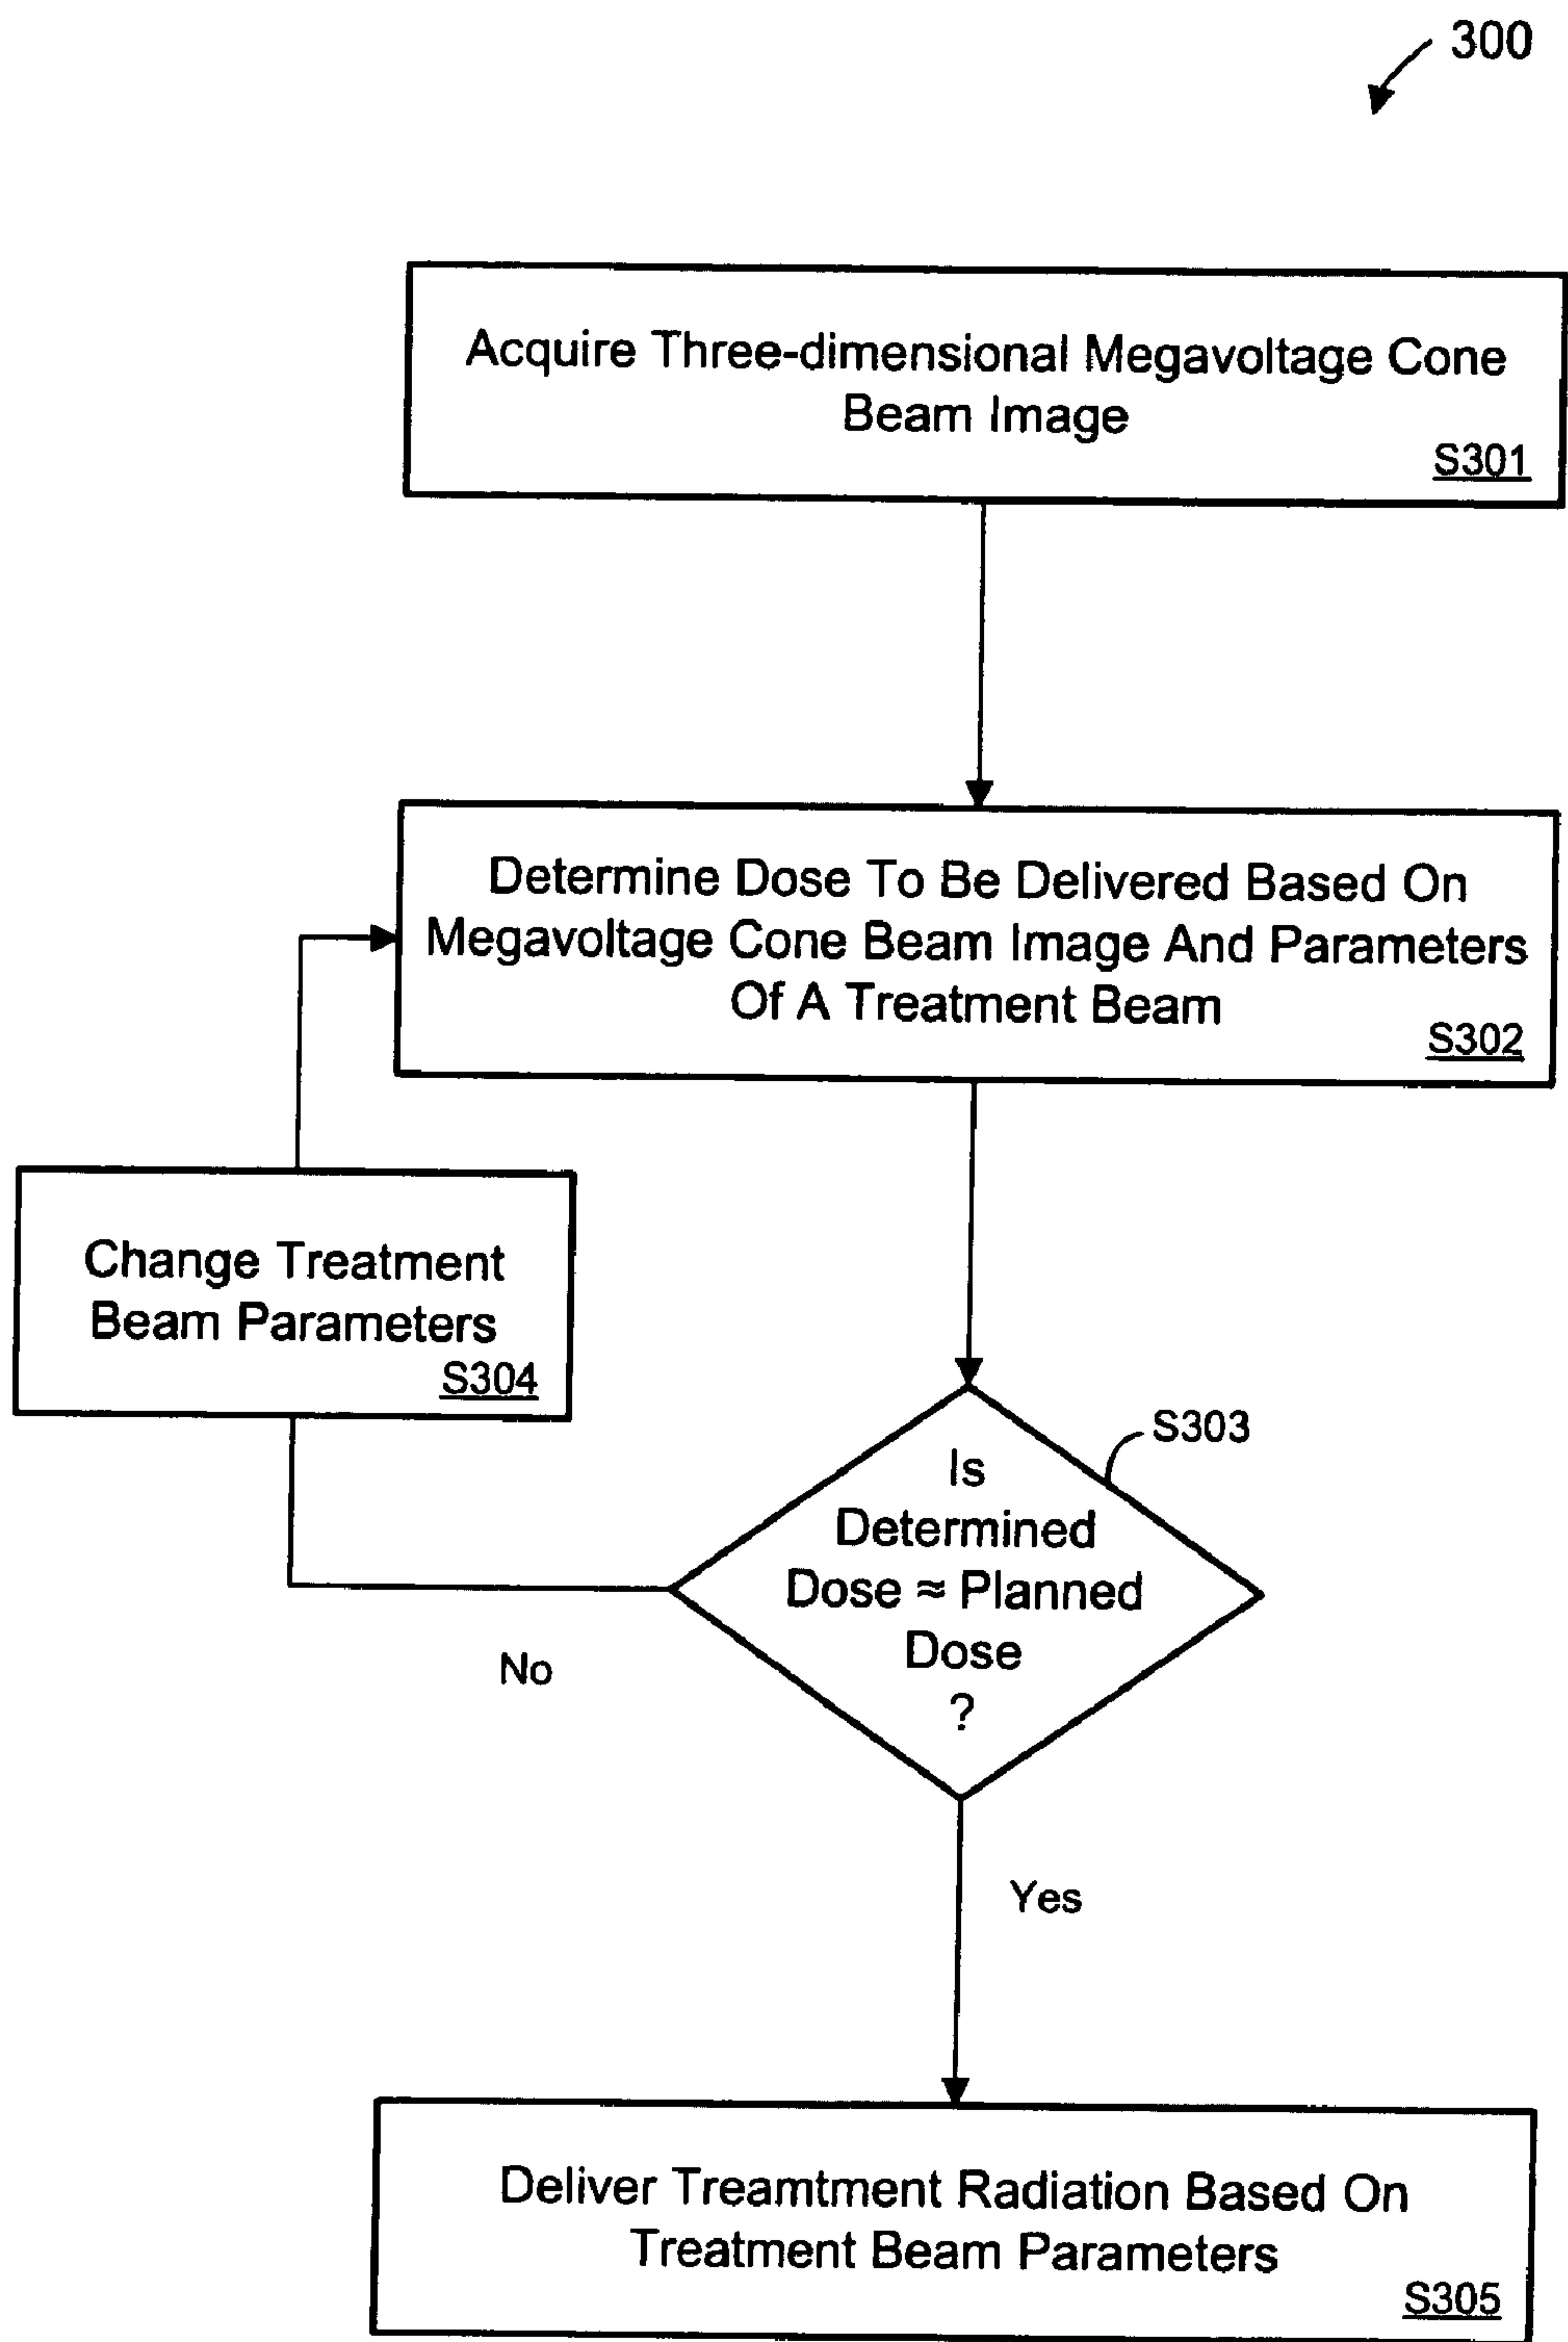 300
Acquire Three-dimensional Megavoltage Cone
Beam Image
S301
Determine Dose To Be Delivered Based On
Megavoltage Cone Beam Image And Parameters
Of A Treatment Beam
S302
Change Treatment
Beam Parameters
S304
S303
Is
Determined
Dose ≈ Planned
Dose
?
No
Yes
Deliver Treamtment Radiation Based On
Treatment Beam Parameters
S305